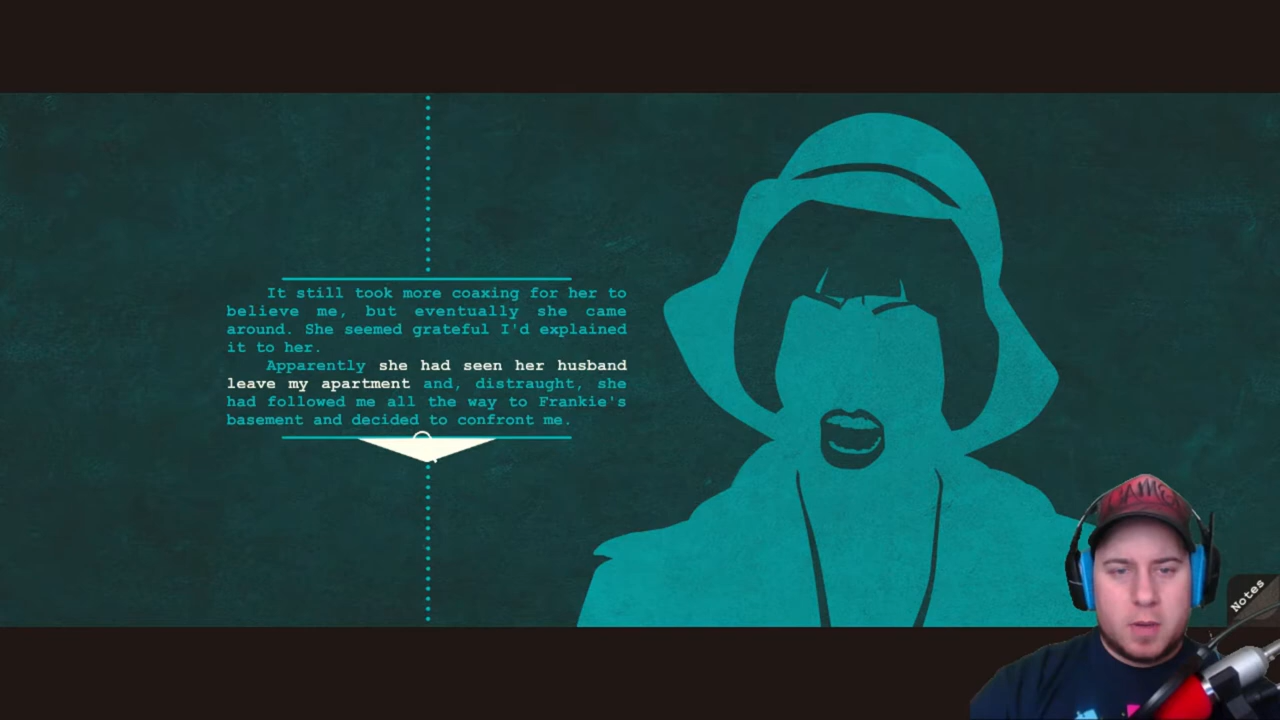 It still took more coaxing for her to
believe me, but eventually she came
around. She seemed grateful I'd explained
it to her.
Apparently she had seen her husband
leave my apartment and, distraught, she
had followed me all the way to Frankie's
basement and decided to confront me.
Notes